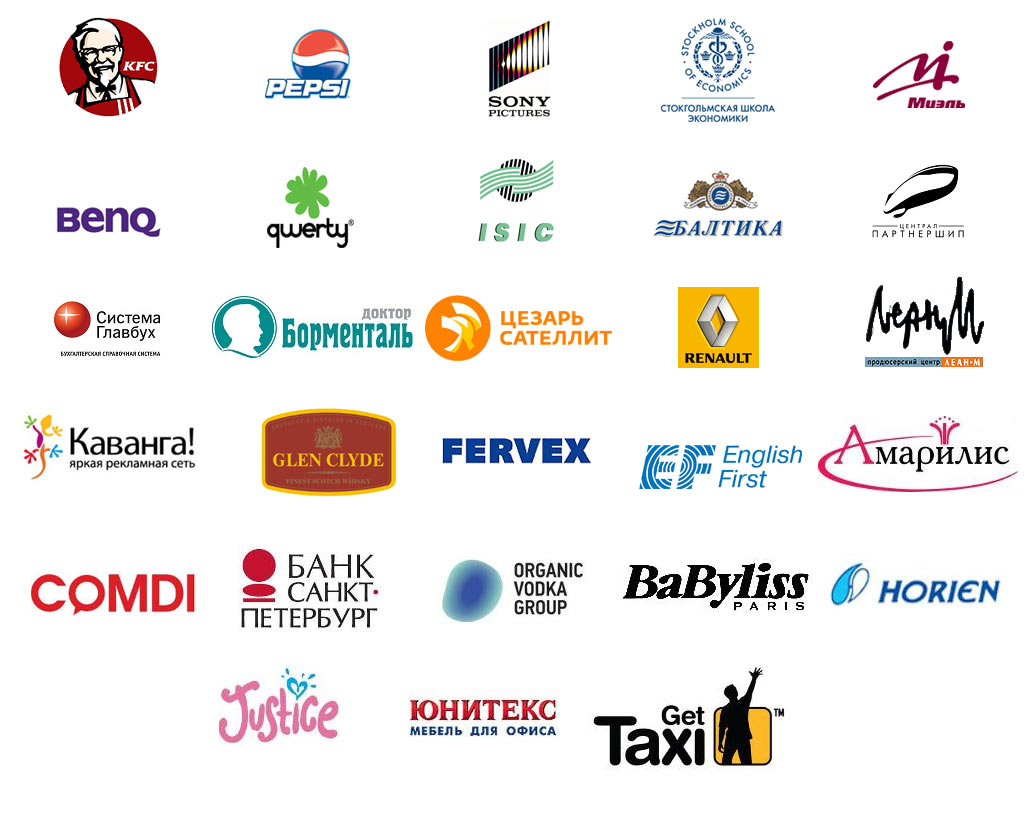 KFC
PEPSI
SONY
PICTURES
STOCKHOLM SCHOOL
OF ECONOMICS
СТОКГОЛЬМСКАЯ ШКОЛА
ЭКОНОМИКИ
Миэль
BenQ
qwerty®
ISIC
БАЛТИКА
ЦЕНТРАЛ
ПАРТНЕРШИП
Система
Главбух
БУХГАЛТЕРСКАЯ СПРАВОЧНАЯ СИСТЕМА
ДОКТОР
Борменталь
ЦЕЗАРЬ
САТЕЛЛИТ
RENAULT
ЛеанМ
продюсерский центр ЛЕАН-М
Каванга!
яркая рекламная сеть
GLEN CLYDE
FINEST SCOTCH WHISKY
FERVEX
EF English
First
Амарилис
COMDI
БАНК
САНКТ-
ПЕТЕРБУРГ
ORGANIC
VODKA
GROUP
BaByliss
PARIS
HORIEN
Justice
ЮНИТЕКС
МЕБЕЛЬ ДЛЯ ОФИСА
Get
Taxi
TM